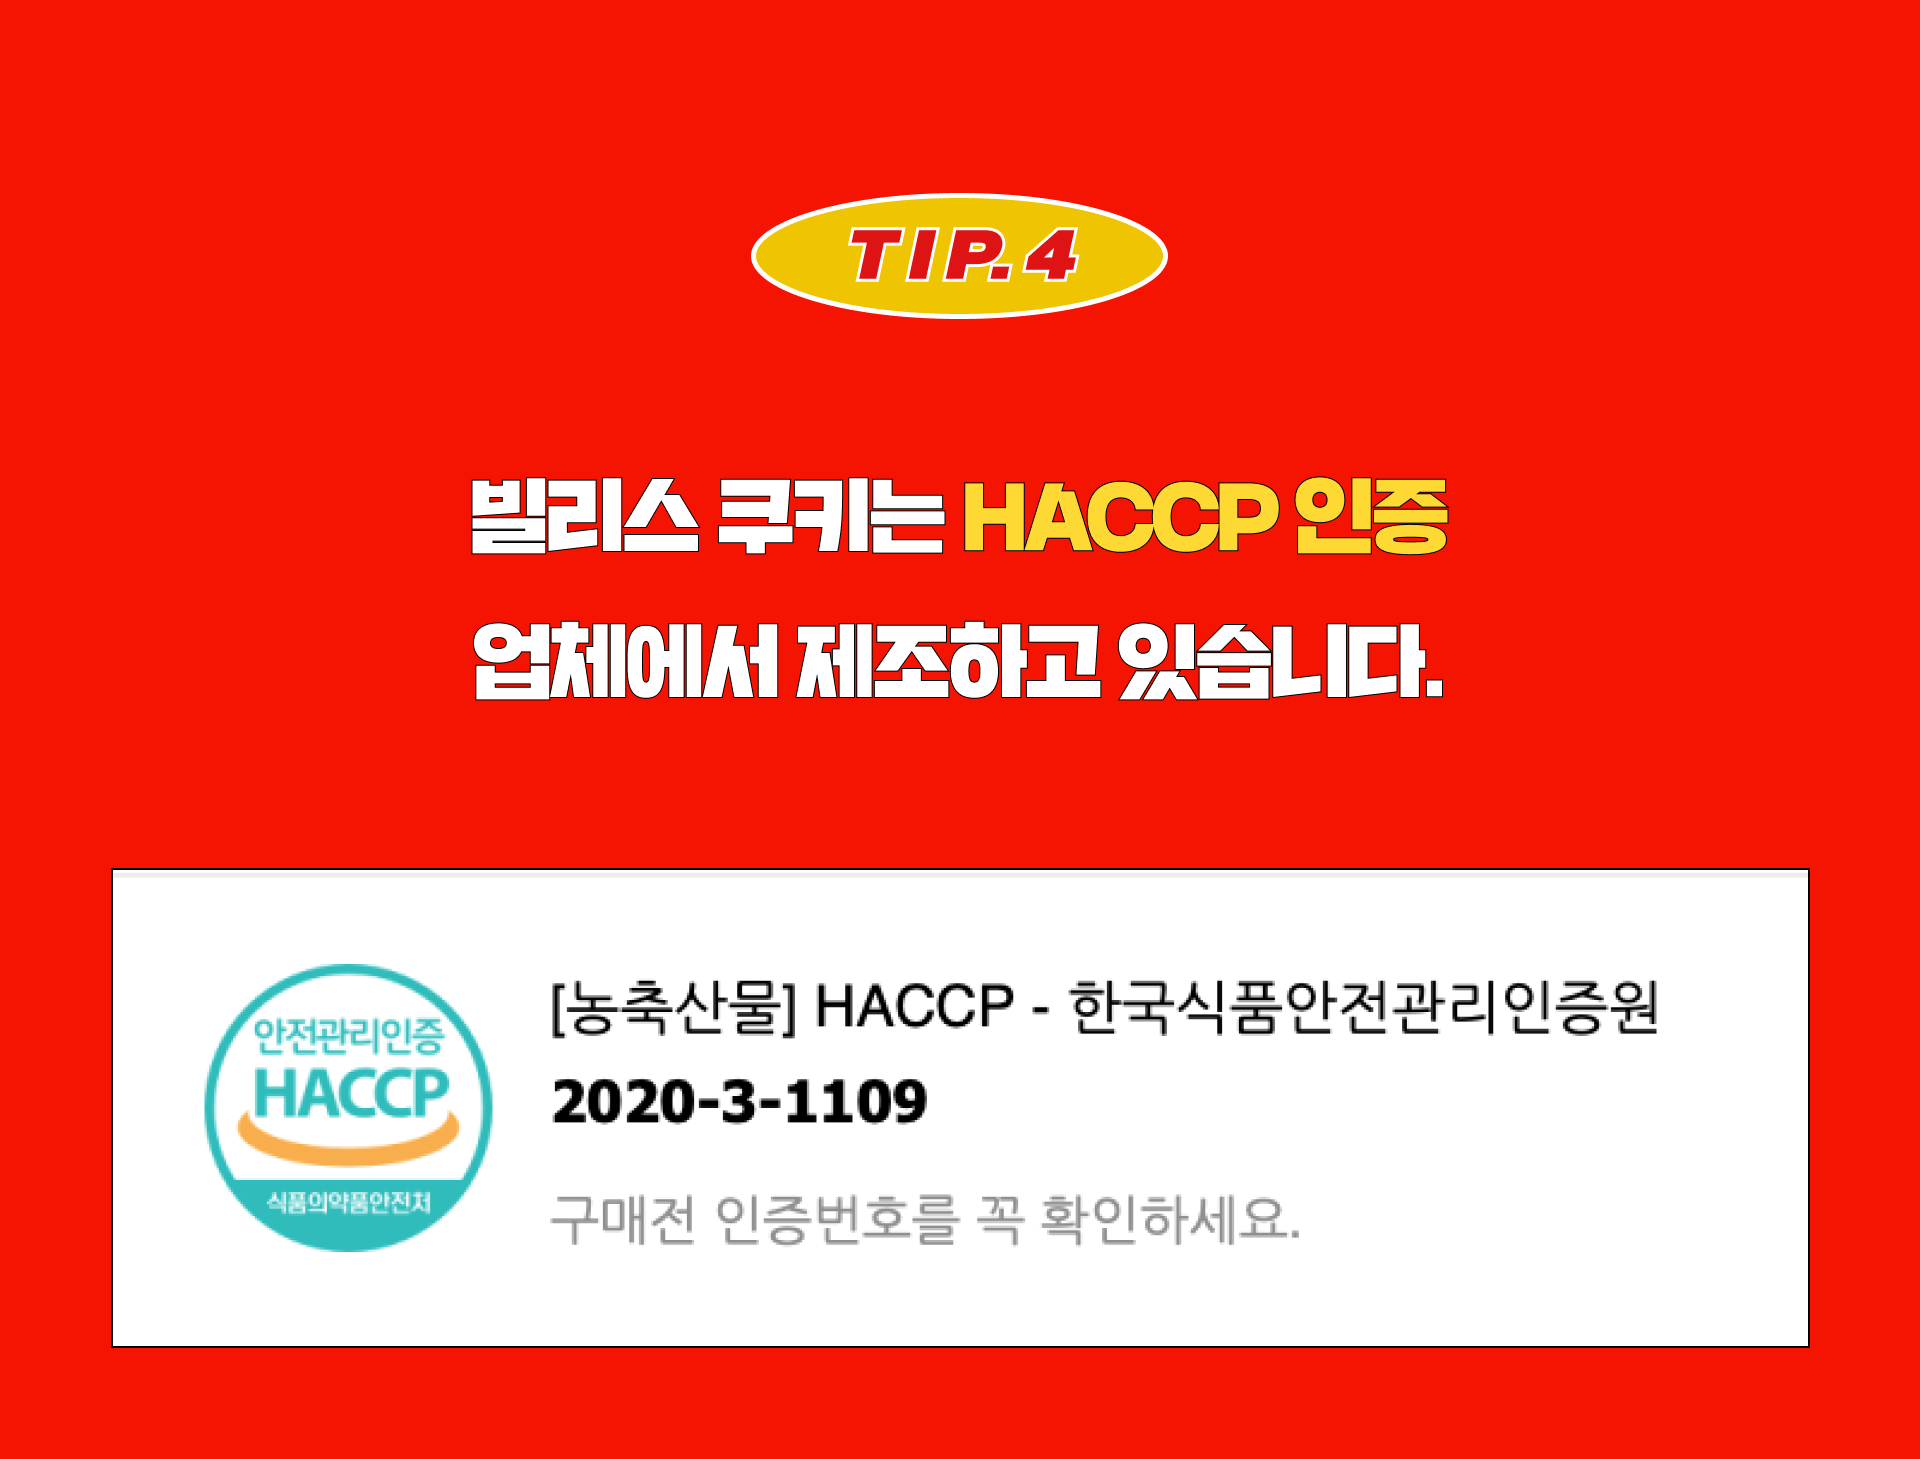 TIP.4
빌리스 쿠키는 HACCP 인증
업체에서 제조하고 있습니다.
안전관리인증
HACCP
식품의약품안전처
[농축산물] HACCP - 한국식품안전관리인증원
2020-3-1109
구매전 인증번호를 꼭 확인하세요.